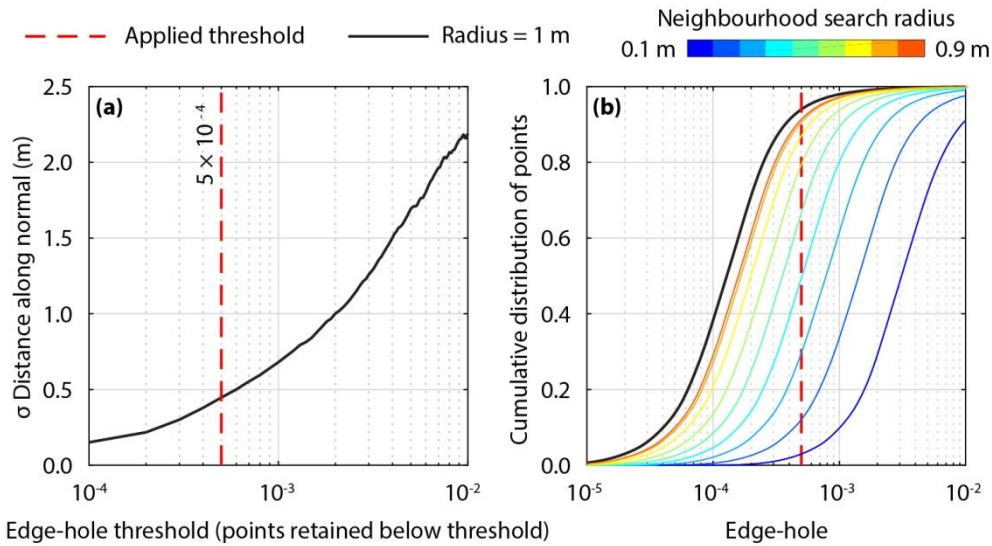 Applied threshold
Radius = 1 m
Neighbourhood search radius
0.1 m
0.9 m
(a)
5 × 10⁻⁴
σ Distance along normal (m)
2.5
2.0
1.5
1.0
0.5
0.0
10⁻⁴
10⁻³
10⁻²
Edge-hole threshold (points retained below threshold)
(b)
Cumulative distribution of points
1.0
0.8
0.6
0.4
0.2
0.0
10⁻⁵
10⁻⁴
10⁻³
10⁻²
Edge-hole